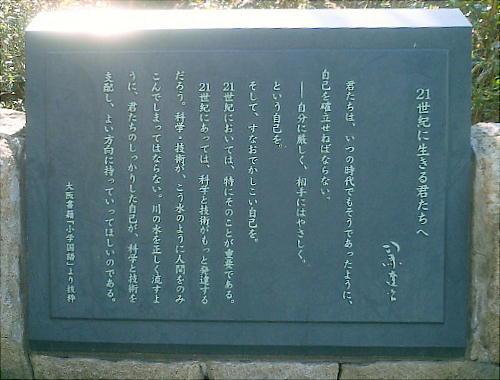 21世紀に生きる君たちへ
司馬遼太郎
君たちは、いつの時代でもそうであったように、
自己を確立せねばならない。
――自分に厳しく、相手にはやさしく、
という自己を。
そして、すなおでかしこい自己を。
21世紀においては、特にそのことが重要である。
21世紀にあっては、科学と技術がもっと発達する
だろう。科学・技術が、こう水のように人間をのみ
こんでしまってはならない。川の水を正しく流すよ
うに、君たちのしっかりした自己が、科学と技術を
支配し、よい方向に持っていってほしいのである。
大阪書籍『小学国語』より抜粋